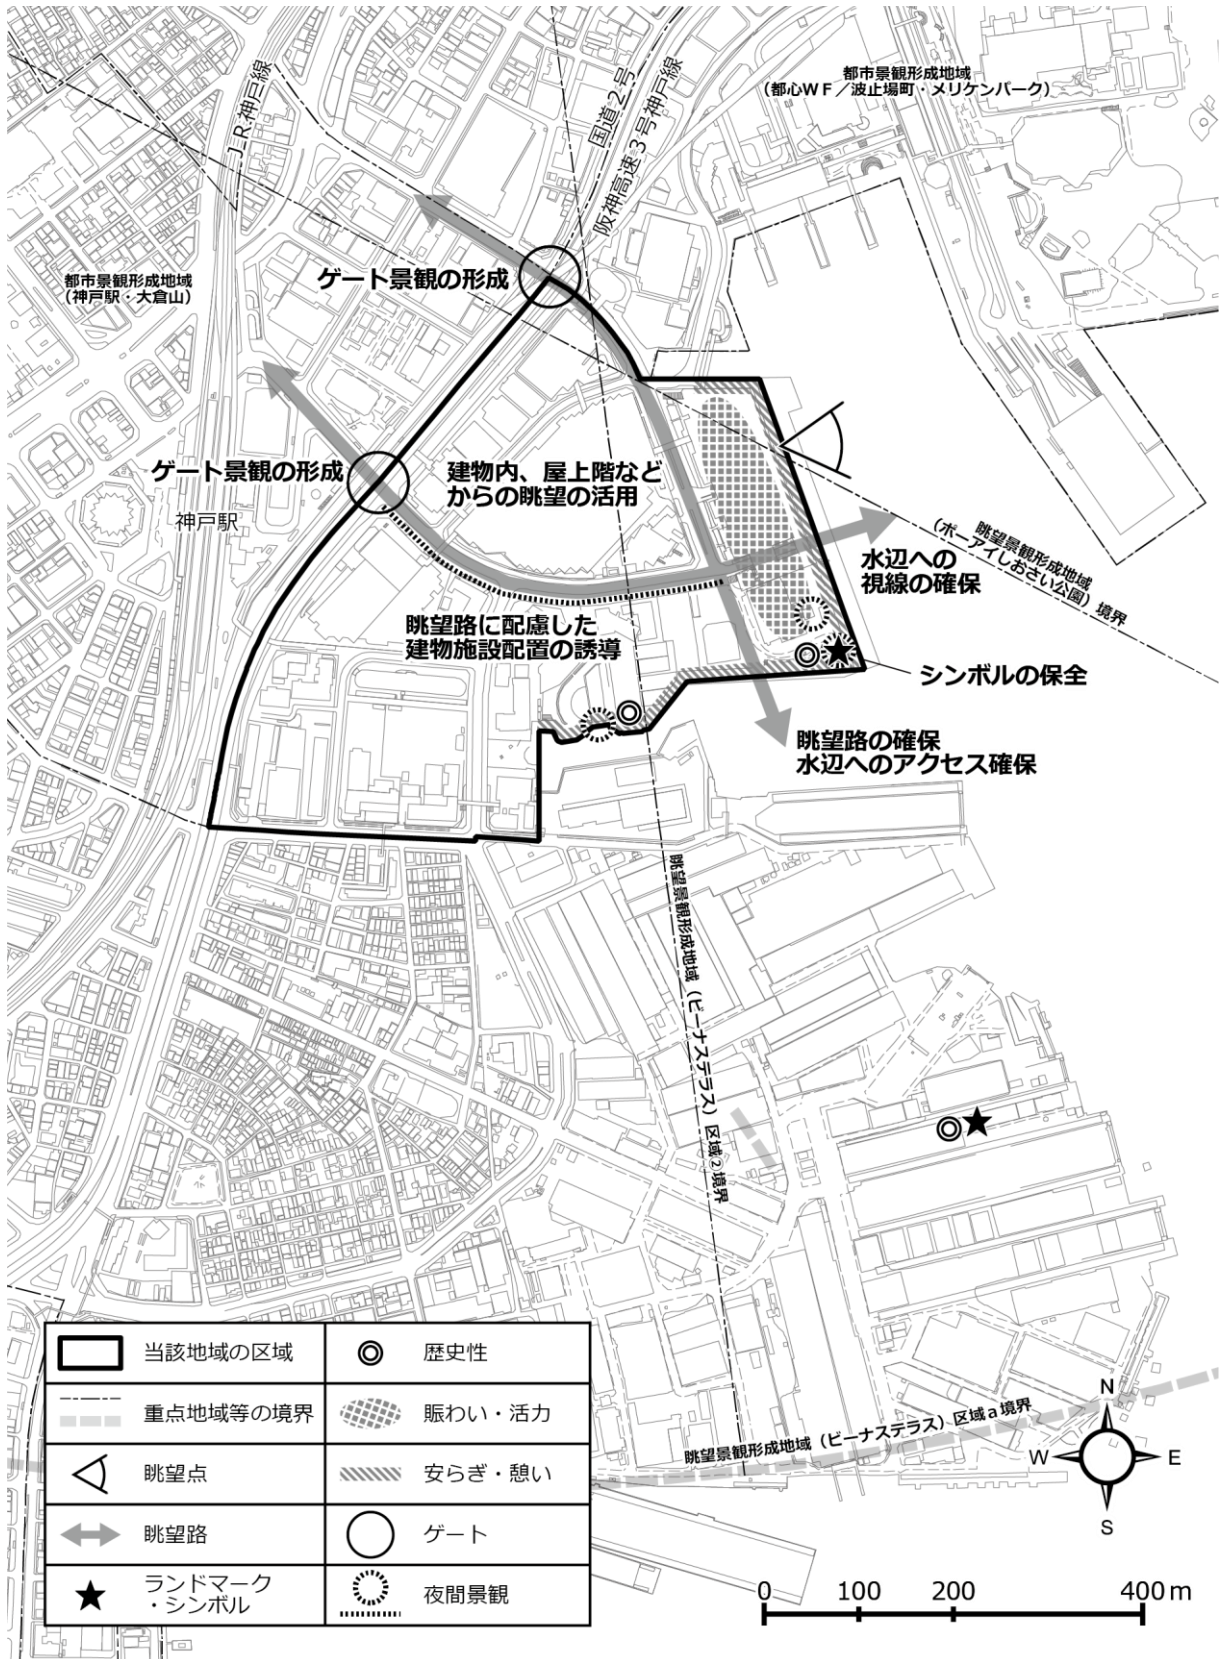 都市景観形成地域
（都心ＷＦ／波止場町・メリケンパーク）
ＪＲ神戸線
国道２号
阪神高速３号神戸線
都市景観形成地域
（神戸駅・大倉山）
ゲート景観の形成
ゲート景観の形成
神戸駅
建物内、屋上階など
からの眺望の活用
眺望景観形成地域
（ポーアイしおさい公園）境界
水辺への
視線の確保
眺望路に配慮した
建物施設配置の誘導
シンボルの保全
眺望路の確保
水辺へのアクセス確保
眺望景観形成地域（ビーナステラス）区域２境界
眺望景観形成地域（ビーナステラス）区域ａ境界
当該地域の区域
歴史性
重点地域等の境界
賑わい・活力
眺望点
安らぎ・憩い
眺望路
ゲート
ランドマーク
・シンボル
夜間景観
N
W
E
S
0 100 200 400m